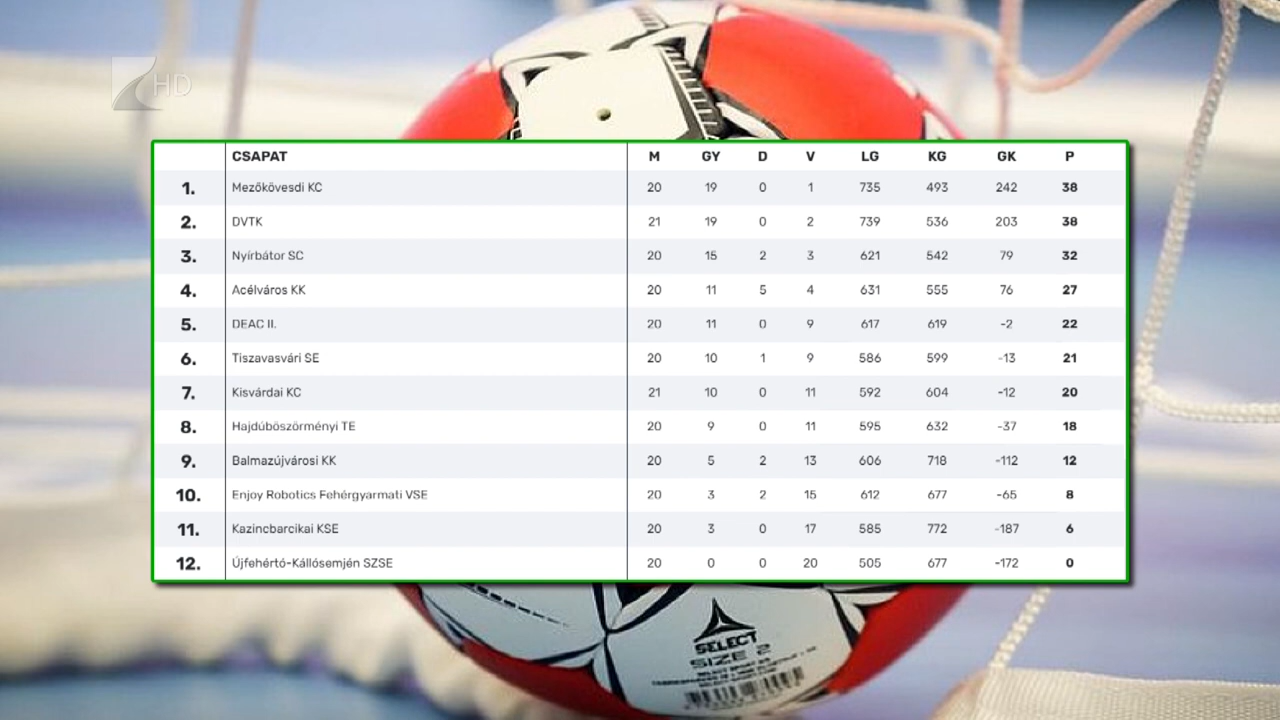 HD
CSAPAT M GY D V LG KG GK P
1. Mezőkövesdi KC 20 19 0 1 735 493 242 38
2. DVTK 21 19 0 2 739 536 203 38
3. Nyírbátor SC 20 15 2 3 621 542 79 32
4. Acélváros KK 20 11 5 4 631 555 76 27
5. DEAC II. 20 11 0 9 617 619 -2 22
6. Tiszavasvári SE 20 10 1 9 586 599 -13 21
7. Kisvárdai KC 21 10 0 11 592 604 -12 20
8. Hajdúböszörményi TE 20 9 0 11 595 632 -37 18
9. Balmazújvárosi KK 20 5 2 13 606 718 -112 12
10. Enjoy Robotics Fehérgyarmati VSE 20 3 2 15 612 677 -65 8
11. Kazincbarcikai KSE 20 3 0 17 585 772 -187 6
12. Újfehértó-Kállósemjén SZSE 20 0 0 20 505 677 -172 0
SELECT
SIZE 2